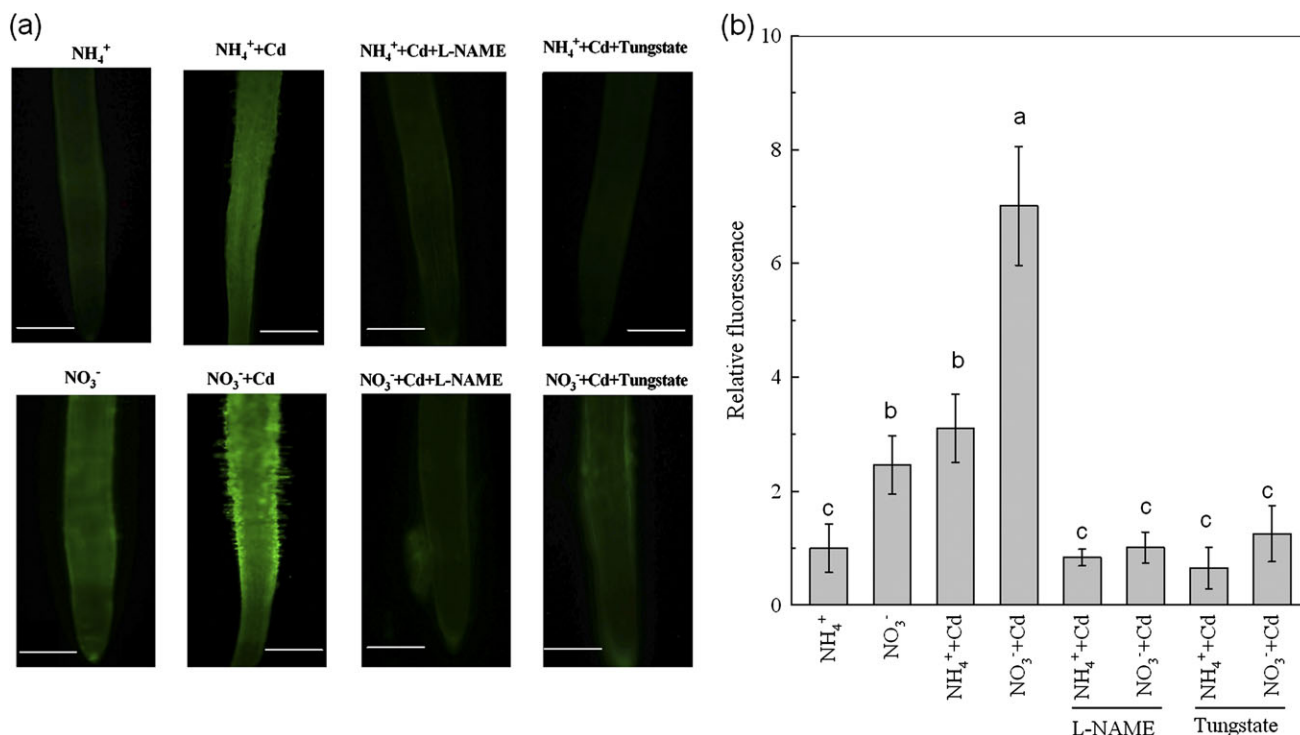 (a)
NH₄⁺
NH₄⁺+Cd
NH₄⁺+Cd+L-NAME
NH₄⁺+Cd+Tungstate
NO₃⁻
NO₃⁻+Cd
NO₃⁻+Cd+L-NAME
NO₃⁻+Cd+Tungstate
(b)
Relative fluorescence
10
8
6
4
2
0
c
b
b
a
c
c
c
c
NH₄⁺
NO₃⁻
NH₄⁺+Cd
NO₃⁻+Cd
NH₄⁺+Cd
NO₃⁻+Cd
NH₄⁺+Cd
NO₃⁻+Cd
L-NAME
Tungstate